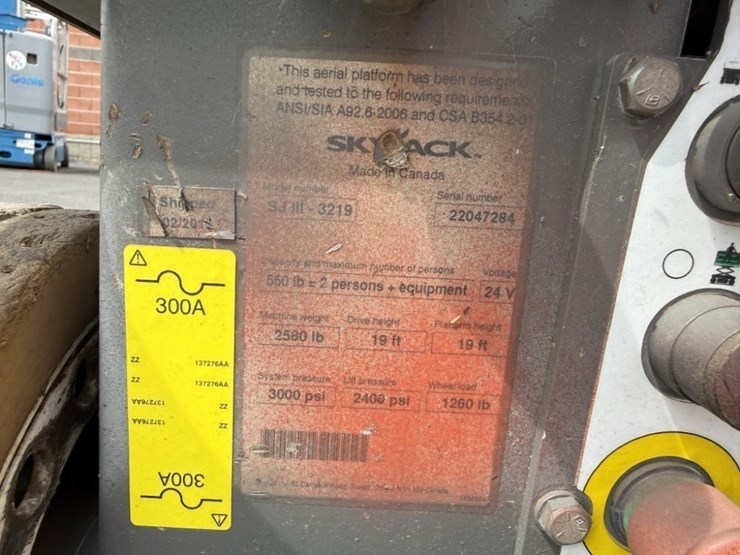 Genie
*This aerial platform has been designed
and tested to the following requirements
ANSI/SIA A92.6-2006 and CSA B354.2-01
SKYJACK
Made in Canada
Model number
SJ III - 3219
Serial number
22047284
Shipped
02/201
Capacity and maximum number of persons
550 lb = 2 persons + equipment
Voltage
24 V
Machine weight
2580 lb
Drive height
19 ft
Platform height
19 ft
System pressure
3000 psi
Lift pressure
2400 psi
Wheel load
1260 lb
300A
ZZ 137276AA
ZZ 137276AA
ZZ 137276AA
ZZ 137276AA
300A